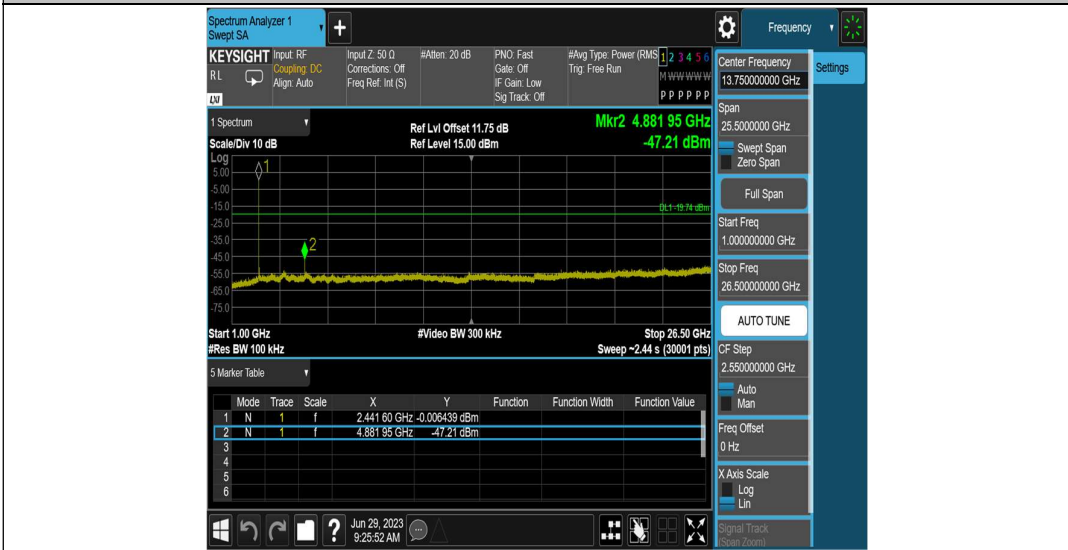 Spectrum Analyzer 1
Swept SA
+
Frequency
KEYSIGHT Input: RF Input Z: 50 Ω #Atten: 20 dB PNO: Fast #Avg Type: Power (RMS 1 2 3 4 5 6
RL Coupling: DC Corrections: Off Gate: Off Trig: Free Run M W W W W W
Align: Auto Freq Ref: Int (S) IF Gain: Low
LXI Sig Track: Off P P P P P P
1 Spectrum
Scale/Div 10 dB
Ref Lvl Offset 11.75 dB
Ref Level 15.00 dBm
Mkr2 4.881 95 GHz
-47.21 dBm
Log
5.00
-5.00
-15.0
-25.0
-35.0
-45.0
-55.0
-65.0
-75.0
1
2
DL1 -19.74 dBm
Start 1.00 GHz #Video BW 300 kHz Stop 26.50 GHz
#Res BW 100 kHz Sweep ~2.44 s (30001 pts)
5 Marker Table
Mode Trace Scale X Y Function Function Width Function Value
1 N 1 f 2.441 60 GHz -0.006439 dBm
2 N 1 f 4.881 95 GHz -47.21 dBm
3
4
5
6
?
Jun 29, 2023
9:25:52 AM
Center Frequency
13.750000000 GHz
Settings
Span
25.5000000 GHz
Swept Span
Zero Span
Full Span
Start Freq
1.000000000 GHz
Stop Freq
26.500000000 GHz
AUTO TUNE
CF Step
2.550000000 GHz
Auto
Man
Freq Offset
0 Hz
X Axis Scale
Log
Lin
Signal Track
(Span Zoom)